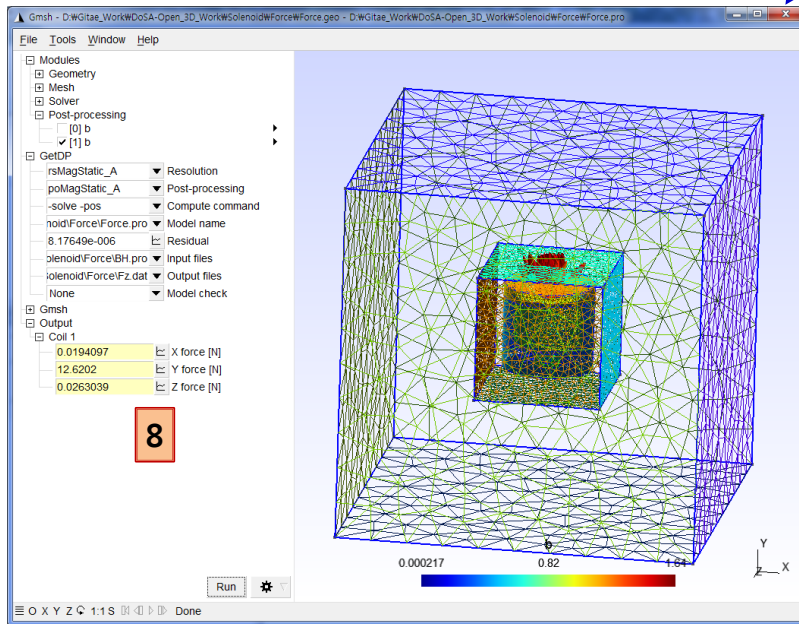 Gmsh - D:₩Gitae_Work₩DoSA-Open_3D_Work₩Solenoid₩Force₩Force.geo - D:₩Gitae_Work₩DoSA-Open_3D_Work₩Solenoid₩Force₩Force.pro
File Tools Window Help
Modules
Geometry
Mesh
Solver
Post-processing
[0] b
[1] b
GetDP
rsMagStatic_A Resolution
poMagStatic_A Post-processing
-solve -pos Compute command
noid\Force\Force.pro Model name
8.17649e-006 Residual
olenoid\Force\BH.pro Input files
Solenoid\Force\Fz.dat Output files
None Model check
Gmsh
Output
Coil 1
0.0194097 X force [N]
12.6202 Y force [N]
0.0263039 Z force [N]
8
b
0.000217 0.82 1.64
Y
Z X
Run
O X Y Z 1:1 S Done